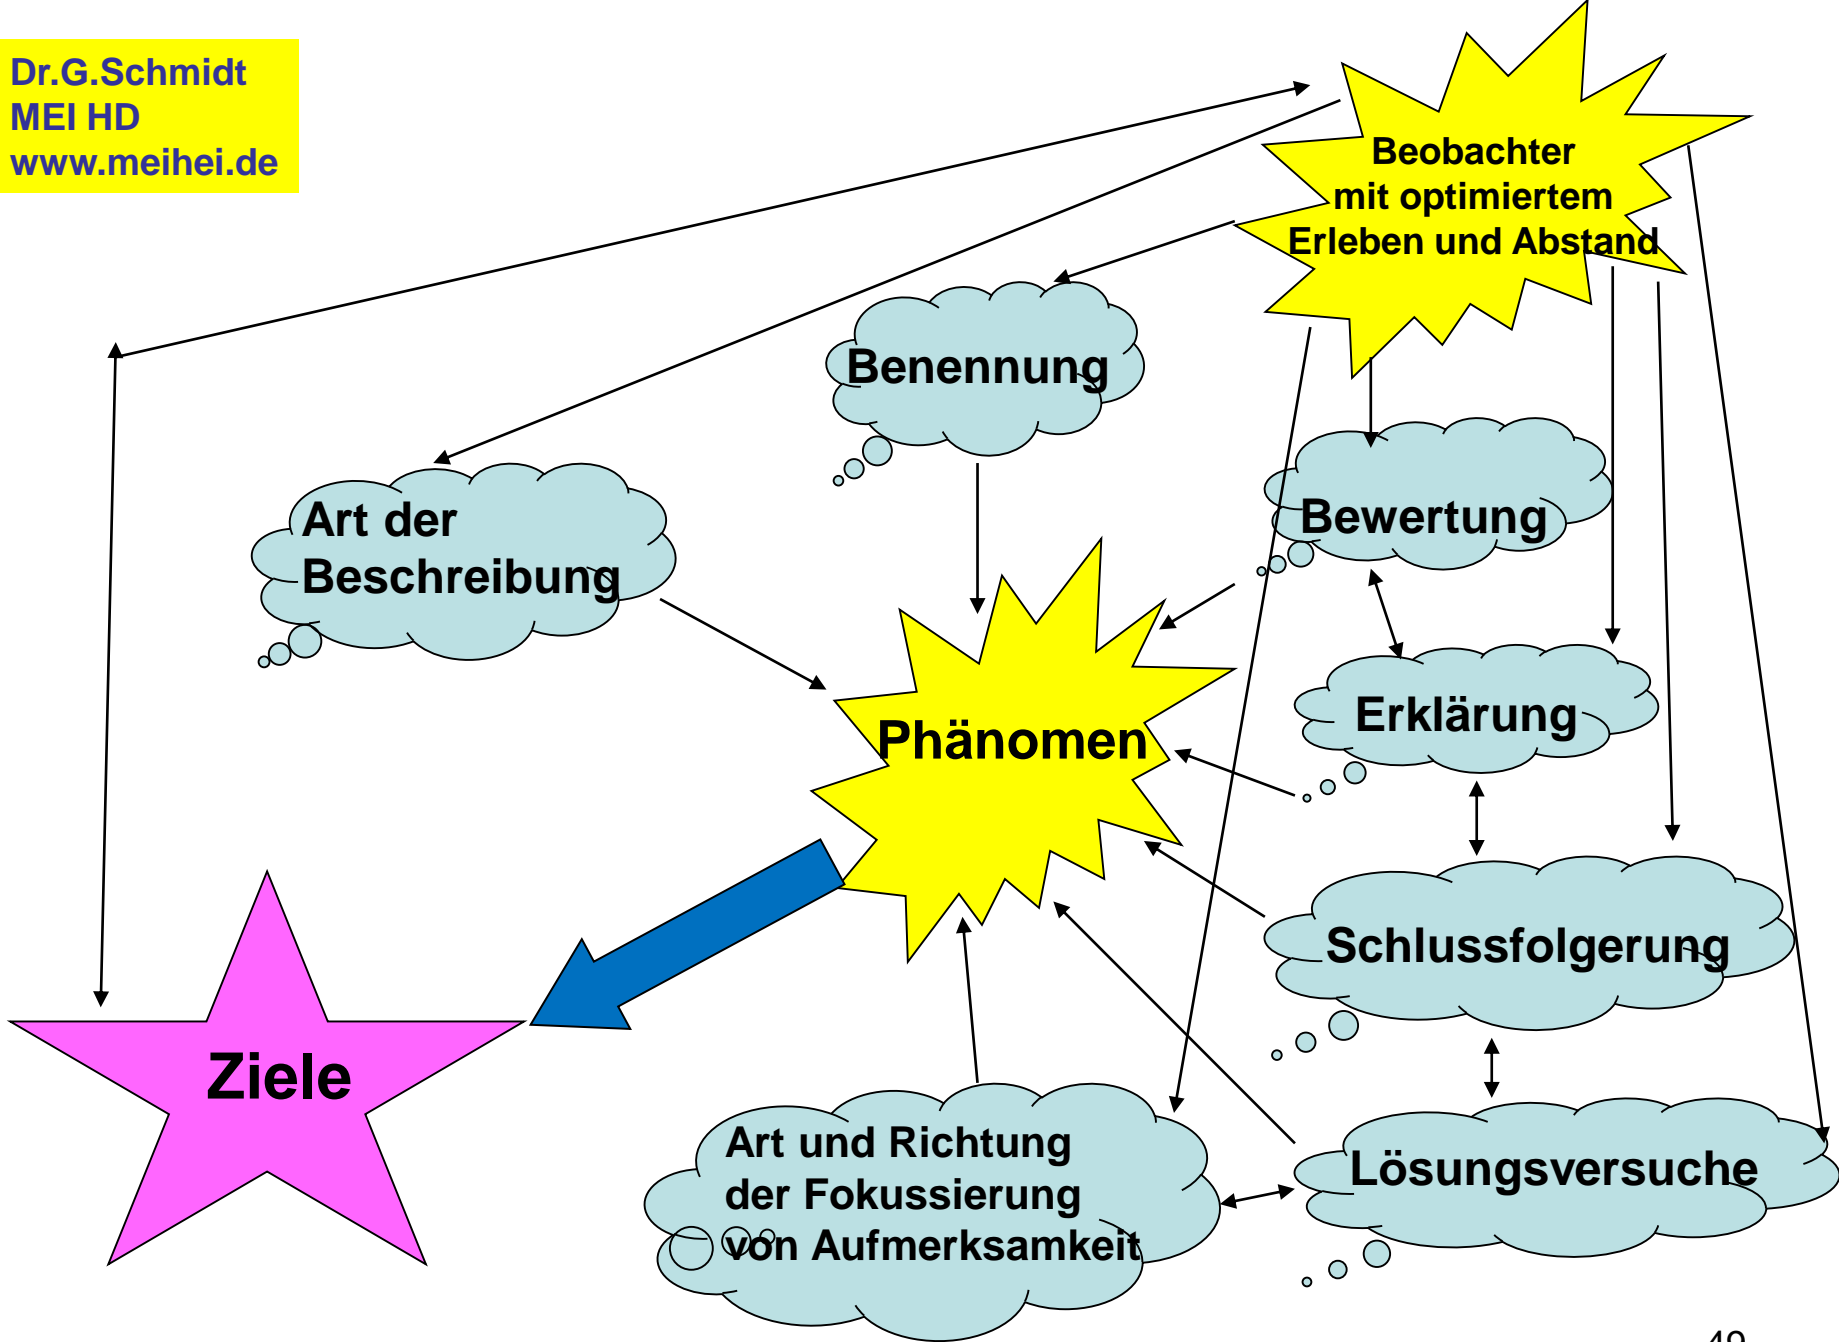 Dr.G.Schmidt
MEI HD
www.meihei.de
Beobachter
mit optimiertem
Erleben und Abstand
Benennung
Art der
Beschreibung
Bewertung
Phänomen
Erklärung
Schlussfolgerung
Ziele
Art und Richtung
der Fokussierung
von Aufmerksamkeit
Lösungsversuche